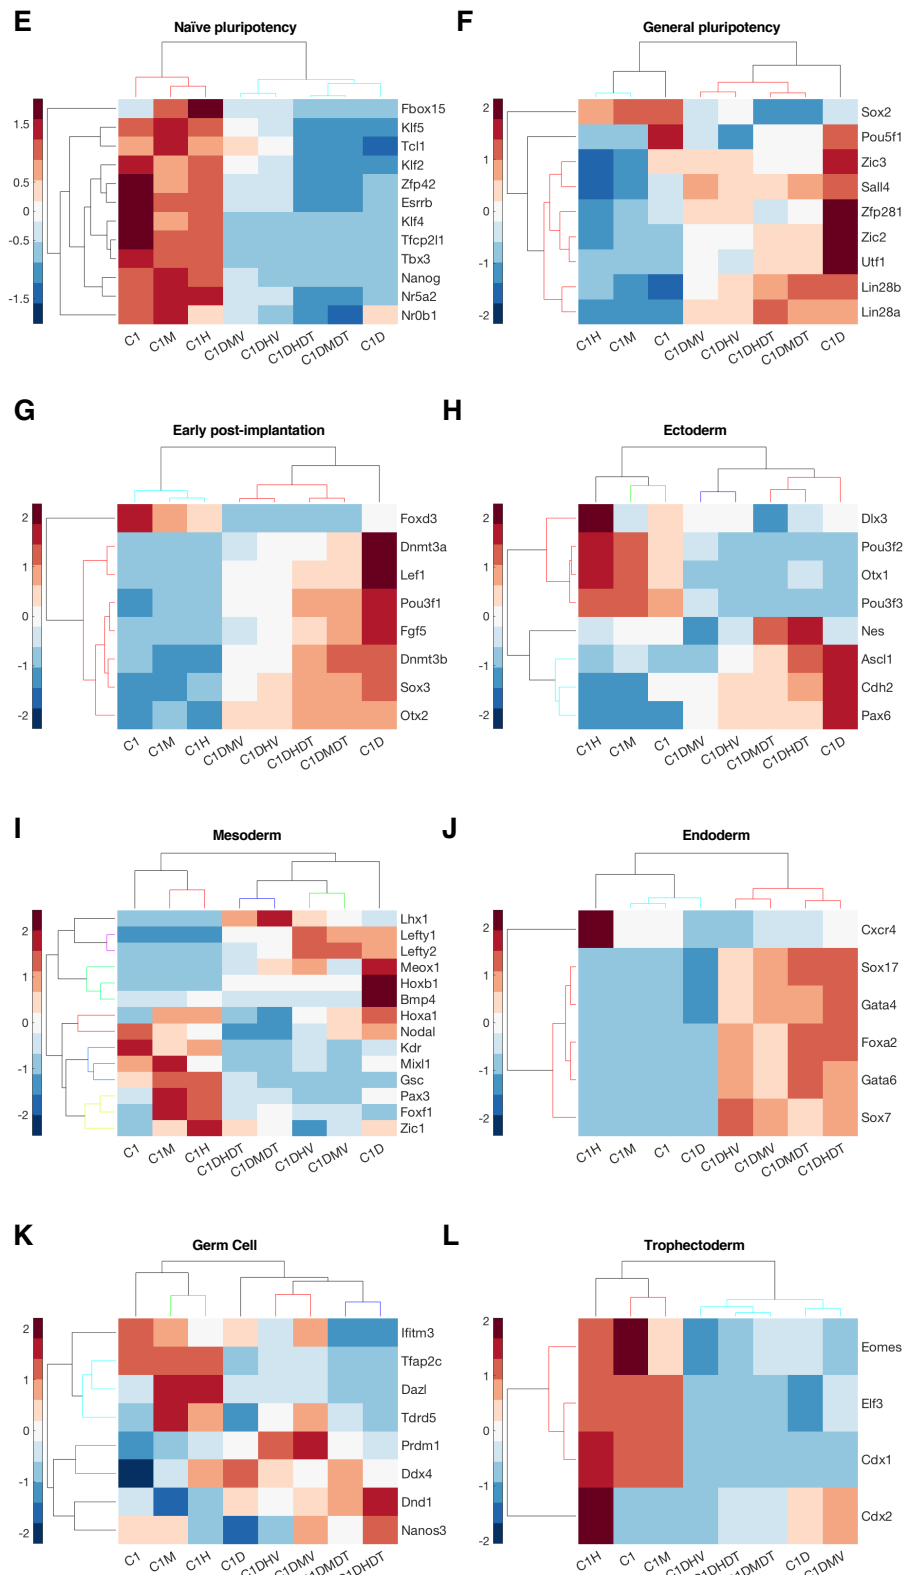 E
Naïve pluripotency
1.5
0.5
0
-0.5
-1.5
Fbox15
Klf5
Tcl1
Klf2
Zfp42
Esrrb
Klf4
Tfcp2l1
Tbx3
Nanog
Nr5a2
Nr0b1
C1 C1M C1H C1DMV C1DHV C1DHDT C1DMDT C1D
F
General pluripotency
2
1
0
-1
-2
Sox2
Pou5f1
Zic3
Sall4
Zfp281
Zic2
Utf1
Lin28b
Lin28a
C1H C1M C1 C1DMV C1DHV C1DHDT C1DMDT C1D
G
Early post-implantation
2
1
0
-1
-2
Foxd3
Dnmt3a
Lef1
Pou3f1
Fgf5
Dnmt3b
Sox3
Otx2
C1 C1M C1H C1DMV C1DHV C1DHDT C1DMDT C1D
H
Ectoderm
2
1
0
-1
-2
Dlx3
Pou3f2
Otx1
Pou3f3
Nes
Ascl1
Cdh2
Pax6
C1H C1M C1 C1DMV C1DHV C1DMDT C1DHDT C1D
I
Mesoderm
2
1
0
-1
-2
Lhx1
Lefty1
Lefty2
Meox1
Hoxb1
Bmp4
Hoxa1
Nodal
Kdr
Mixl1
Gsc
Pax3
Foxf1
Zic1
C1 C1M C1H C1DHDT C1DMDT C1DHV C1DMV C1D
J
Endoderm
2
1
0
-1
-2
Cxcr4
Sox17
Gata4
Foxa2
Gata6
Sox7
C1H C1M C1 C1D C1DHV C1DMV C1DMDT C1DHDT
K
Germ Cell
2
1
0
-1
-2
Ifitm3
Tfap2c
Dazl
Tdrd5
Prdm1
Ddx4
Dnd1
Nanos3
C1 C1M C1H C1D C1DHV C1DMV C1DMDT C1DHDT
L
Trophectoderm
2
1
0
-1
-2
Eomes
Elf3
Cdx1
Cdx2
C1H C1 C1M C1DHV C1DHDT C1DMDT C1D C1DMV